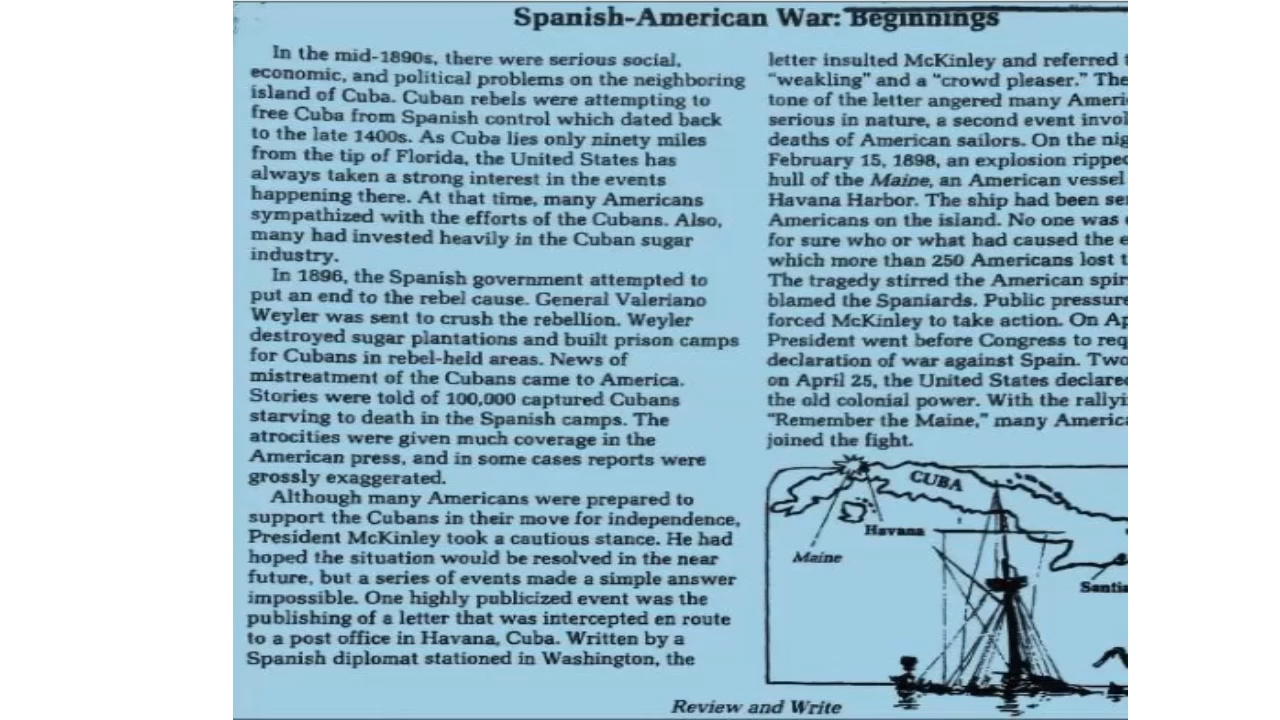 Spanish-American War: Beginnings
In the mid-1890s, there were serious social,
economic, and political problems on the neighboring
island of Cuba. Cuban rebels were attempting to
free Cuba from Spanish control which dated back
to the late 1400s. As Cuba lies only ninety miles
from the tip of Florida, the United States has
always taken a strong interest in the events
happening there. At that time, many Americans
sympathized with the efforts of the Cubans. Also,
many had invested heavily in the Cuban sugar
industry.
In 1896, the Spanish government attempted to
put an end to the rebel cause. General Valeriano
Weyler was sent to crush the rebellion. Weyler
destroyed sugar plantations and built prison camps
for Cubans in rebel-held areas. News of
mistreatment of the Cubans came to America.
Stories were told of 100,000 captured Cubans
starving to death in the Spanish camps. The
atrocities were given much coverage in the
American press, and in some cases reports were
grossly exaggerated.
Although many Americans were prepared to
support the Cubans in their move for independence,
President McKinley took a cautious stance. He had
hoped the situation would be resolved in the near
future, but a series of events made a simple answer
impossible. One highly publicized event was the
publishing of a letter that was intercepted en route
to a post office in Havana, Cuba. Written by a
Spanish diplomat stationed in Washington, the
letter insulted McKinley and referred
"weakling" and a "crowd pleaser." The
tone of the letter angered many
serious in nature, a second event
deaths of American sailors. On the
February 15, 1898, an explosion
hull of the Maine, an American vessel
Havana Harbor. The ship had been
Americans on the island. No one was
for sure who or what had caused the
which more than 250 Americans lost
The tragedy stirred the American
blamed the Spaniards. Public pressure
forced McKinley to take action. On
President went before Congress to
declaration of war against Spain. Two
on April 25, the United States
the old colonial power. With the
"Remember the Maine," many
joined the fight.
CUBA
Havana
Maine
Review and Write